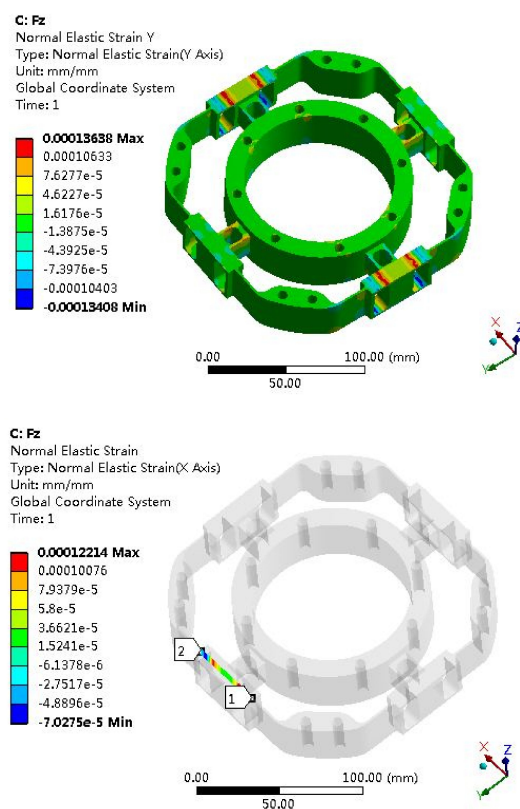 C: Fz
Normal Elastic Strain Y
Type: Normal Elastic Strain(Y Axis)
Unit: mm/mm
Global Coordinate System
Time: 1
0.00013638 Max
0.00010633
7.6277e-5
4.6227e-5
1.6176e-5
-1.3875e-5
-4.3925e-5
-7.3976e-5
-0.00010403
-0.00013408 Min
0.00
100.00 (mm)
50.00
X
Z
Y
C: Fz
Normal Elastic Strain
Type: Normal Elastic Strain(X Axis)
Unit: mm/mm
Global Coordinate System
Time: 1
0.00012214 Max
0.00010076
7.9379e-5
5.8e-5
3.6621e-5
1.5241e-5
-6.1378e-6
-2.7517e-5
-4.8896e-5
-7.0275e-5 Min
2
1
0.00
100.00 (mm)
50.00
X
Z
Y